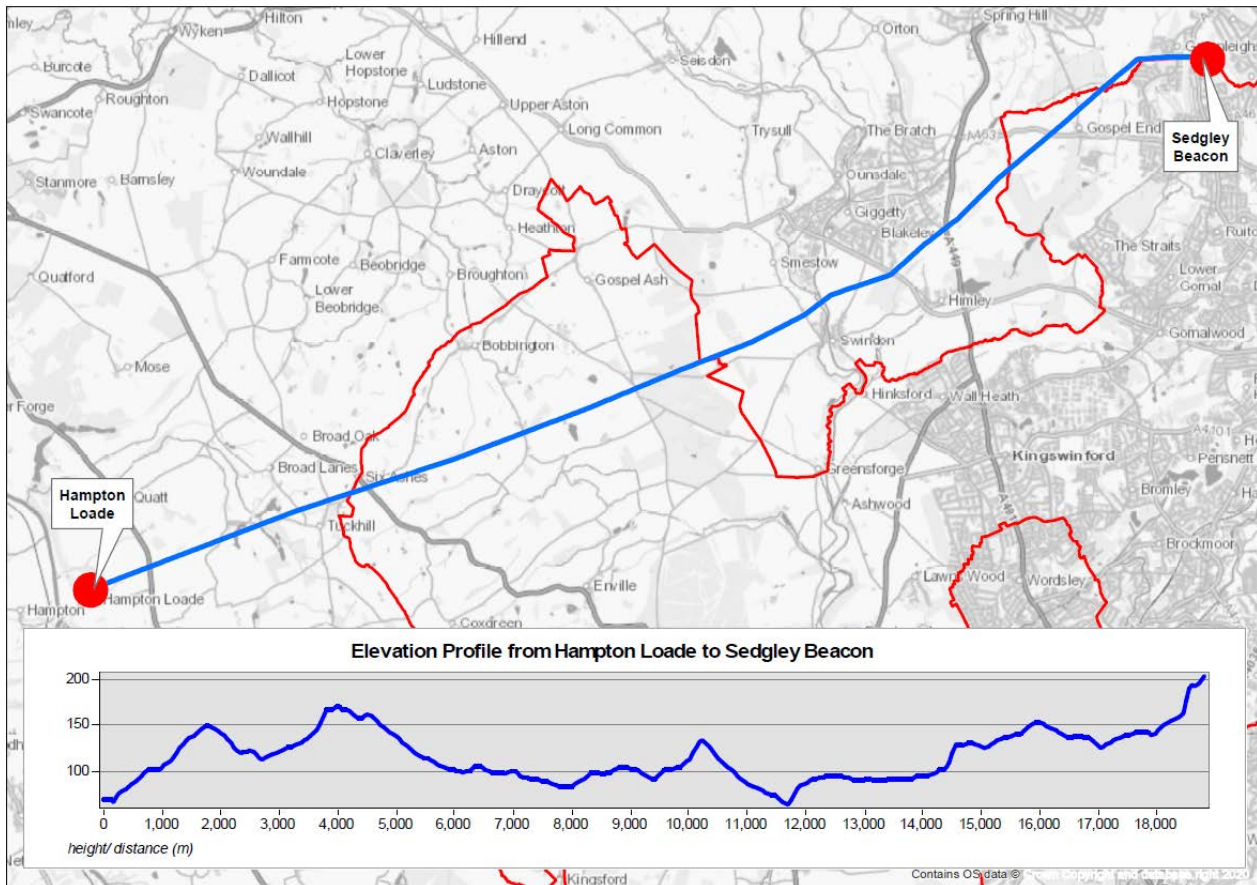 Spring Hill
Hilton
Orton
Wyken
Hillend
Burcote
Lower
Hopstone
Seisdon
Dallicot
Ludstone
Roughton
Hopstone
Upper Aston
Swancote
Long Common
Trysull
The Bratch
Gospel End
Sedgley
Beacon
Wallhill
Claverley
Aston
Woundale
Stanmore
Barnsley
Draycott
Ounsdale
Giggetty
Heathton
Blakeley
The Straits
Farmcote
Beobridge
Smestow
A 449
Quatford
Broughton
Gospel Ash
Lower
Gornal
Lower
Beobridge
Himley
Bobbington
Swindon
Gornalwood
Mose
Hinksford
Wall Heath
Broad Oak
Kingswinford
Pensnett
Broad Lanes
Six Ashes
Greensforge
Hampton
Loade
Quatt
Bromley
Ashwood
Tuckhill
Brockmoor
Enville
Wordsley
Hampton
Hampton Loade
Coxgreen
Elevation Profile from Hampton Loade to Sedgley Beacon
200
150
100
0 1,000 2,000 3,000 4,000 5,000 6,000 7,000 8,000 9,000 10,000 11,000 12,000 13,000 14,000 15,000 16,000 17,000 18,000
height/ distance (m)
Kingsford
Contains OS data © Crown Copyright and database right 2020